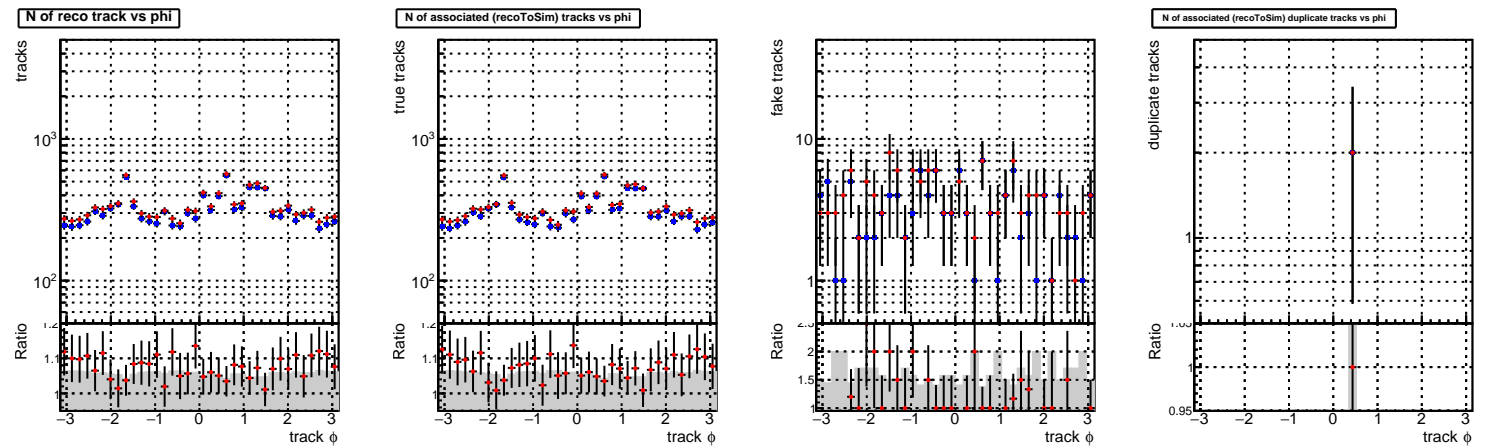 N of reco track vs phi
tracks
10³
10²
Ratio
1.2
1.1
1
−3 −2 −1 0 1 2 3
track φ
N of associated (recoToSim) tracks vs phi
true tracks
10³
10²
Ratio
1.2
1.1
1
−3 −2 −1 0 1 2 3
track φ
fake tracks
10
1
Ratio
2.5
2
1.5
1
−3 −2 −1 0 1 2 3
track φ
N of associated (recoToSim) duplicate tracks vs phi
duplicate tracks
1
Ratio
1.05
1
0.95
−3 −2 −1 0 1 2 3
track φ